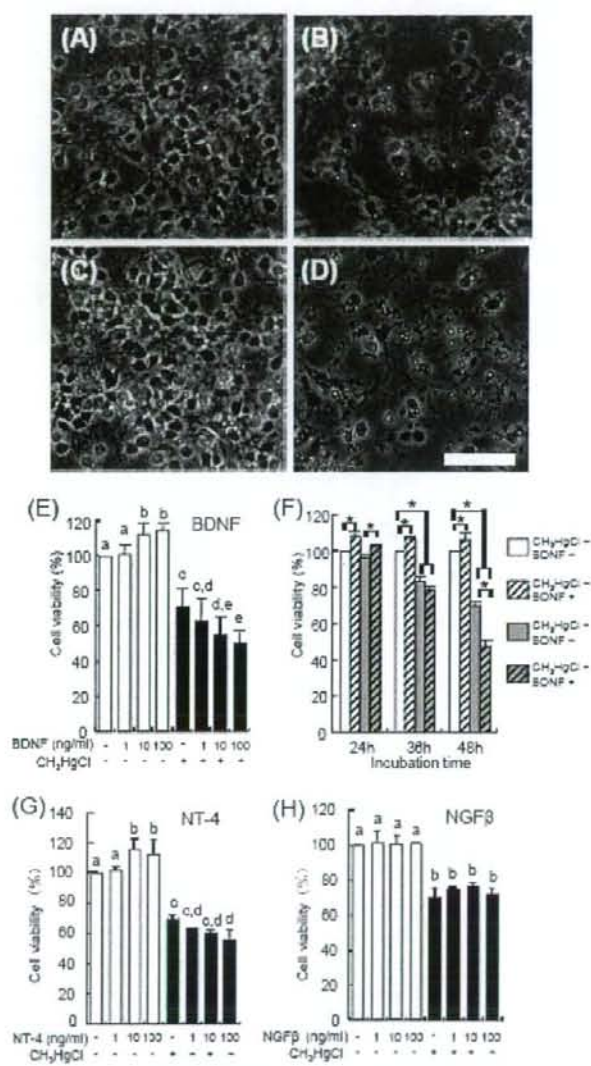 (A)
(B)
(C)
(D)
(E)
BDNF
Cell viability (%)
120
100
80
60
40
20
0
a a b b c c,d d,e e
BDNF (ng/ml) - 1 10 100 - 1 10 100
CH3HgCl - - - - + + + +
(F)
Cell viability (%)
120
100
80
60
40
20
0
* * * * * * *
24h 36h 48h
Incubation time
CH3HgCl −
BDNF −
CH3HgCl −
BDNF +
CH3HgCl
BDNF −
CH3HgCl
BDNF +
(G)
NT-4
Cell viability (%)
140
120
100
80
60
40
20
0
a a b b c c,d c,d d
NT-4 (ng/ml) - 1 10 100 - 1 10 100
CH3HgCl - - - - + + + +
(H)
NGFβ
Cell viability (%)
120
100
80
60
40
20
0
a a a a b b b b
NGFβ (ng/ml) - 1 10 100 - 1 10 100
CH3HgCl - - - - + + + +